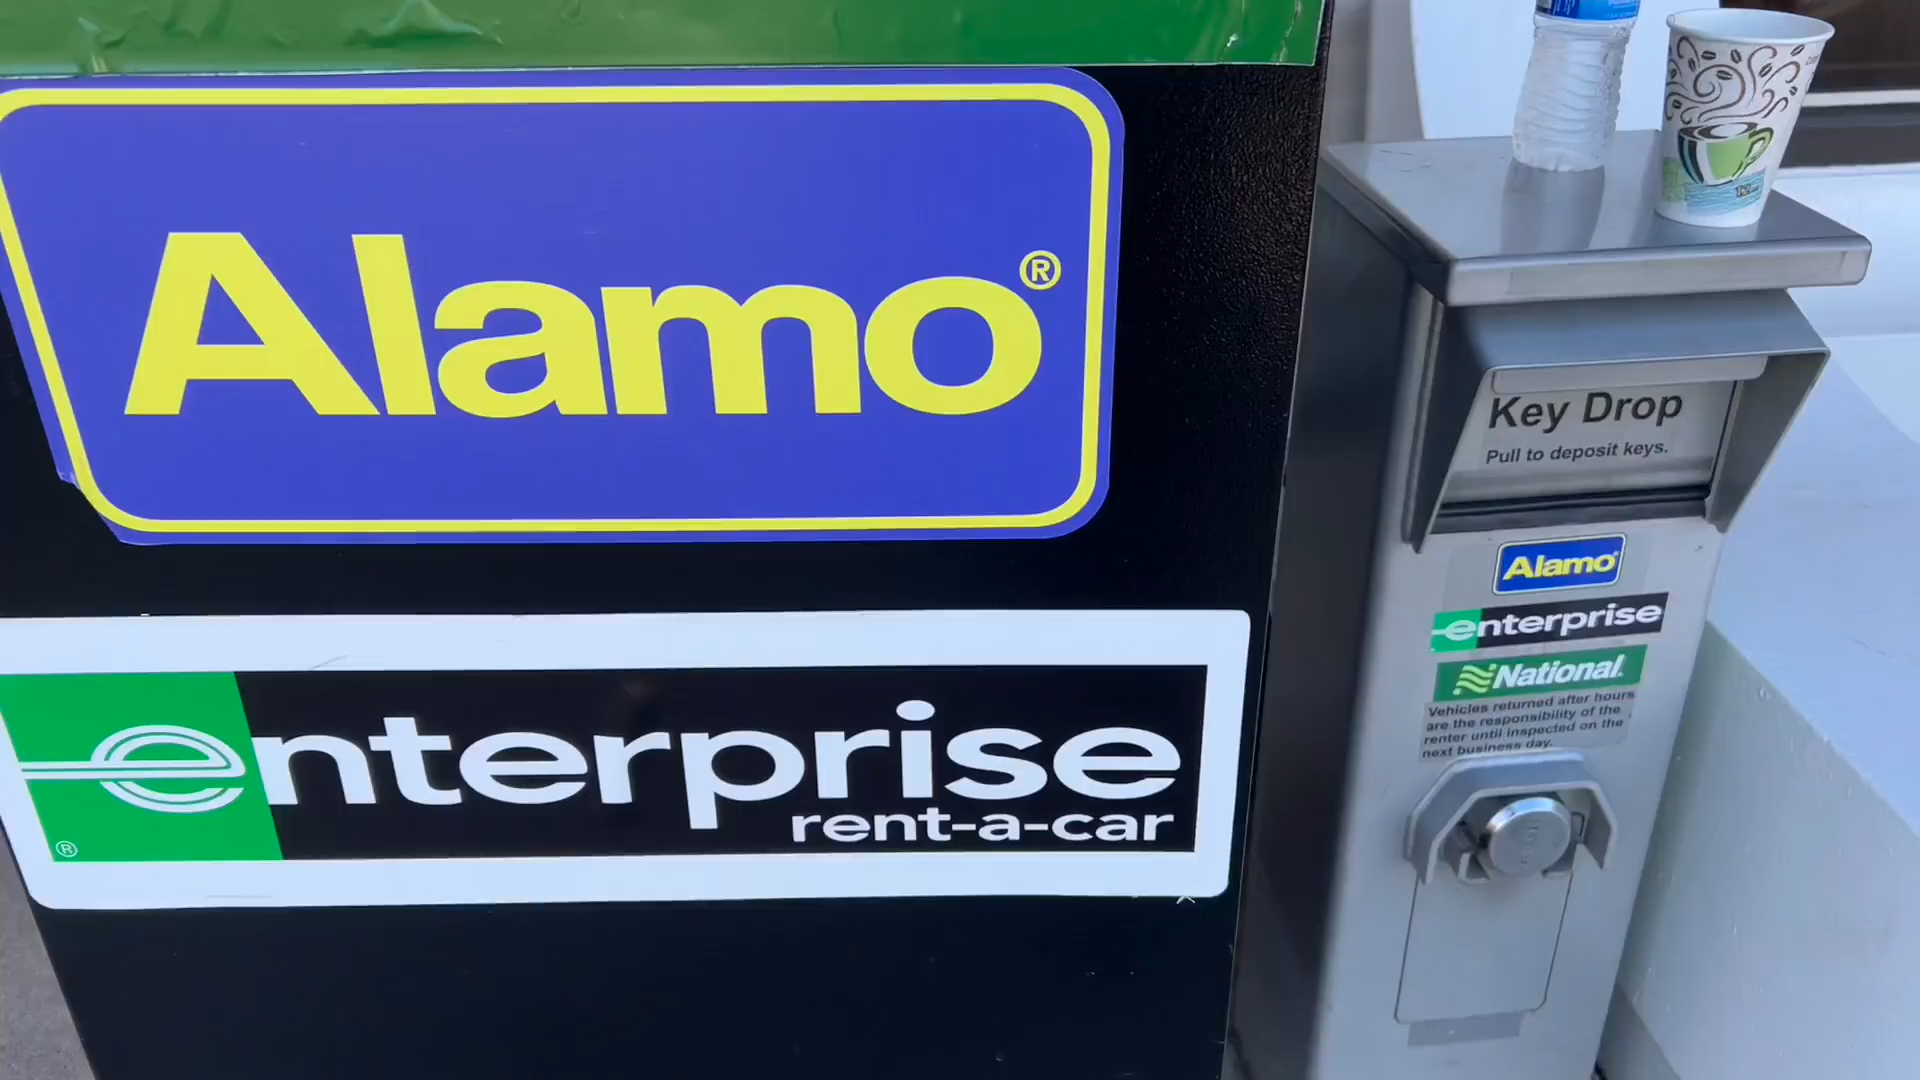 Alamo®
enterprise
rent-a-car
®
Key Drop
Pull to deposit keys.
Alamo
enterprise
National
Vehicles returned after hours
are the responsibility of the
renter until inspected on the
next business day.